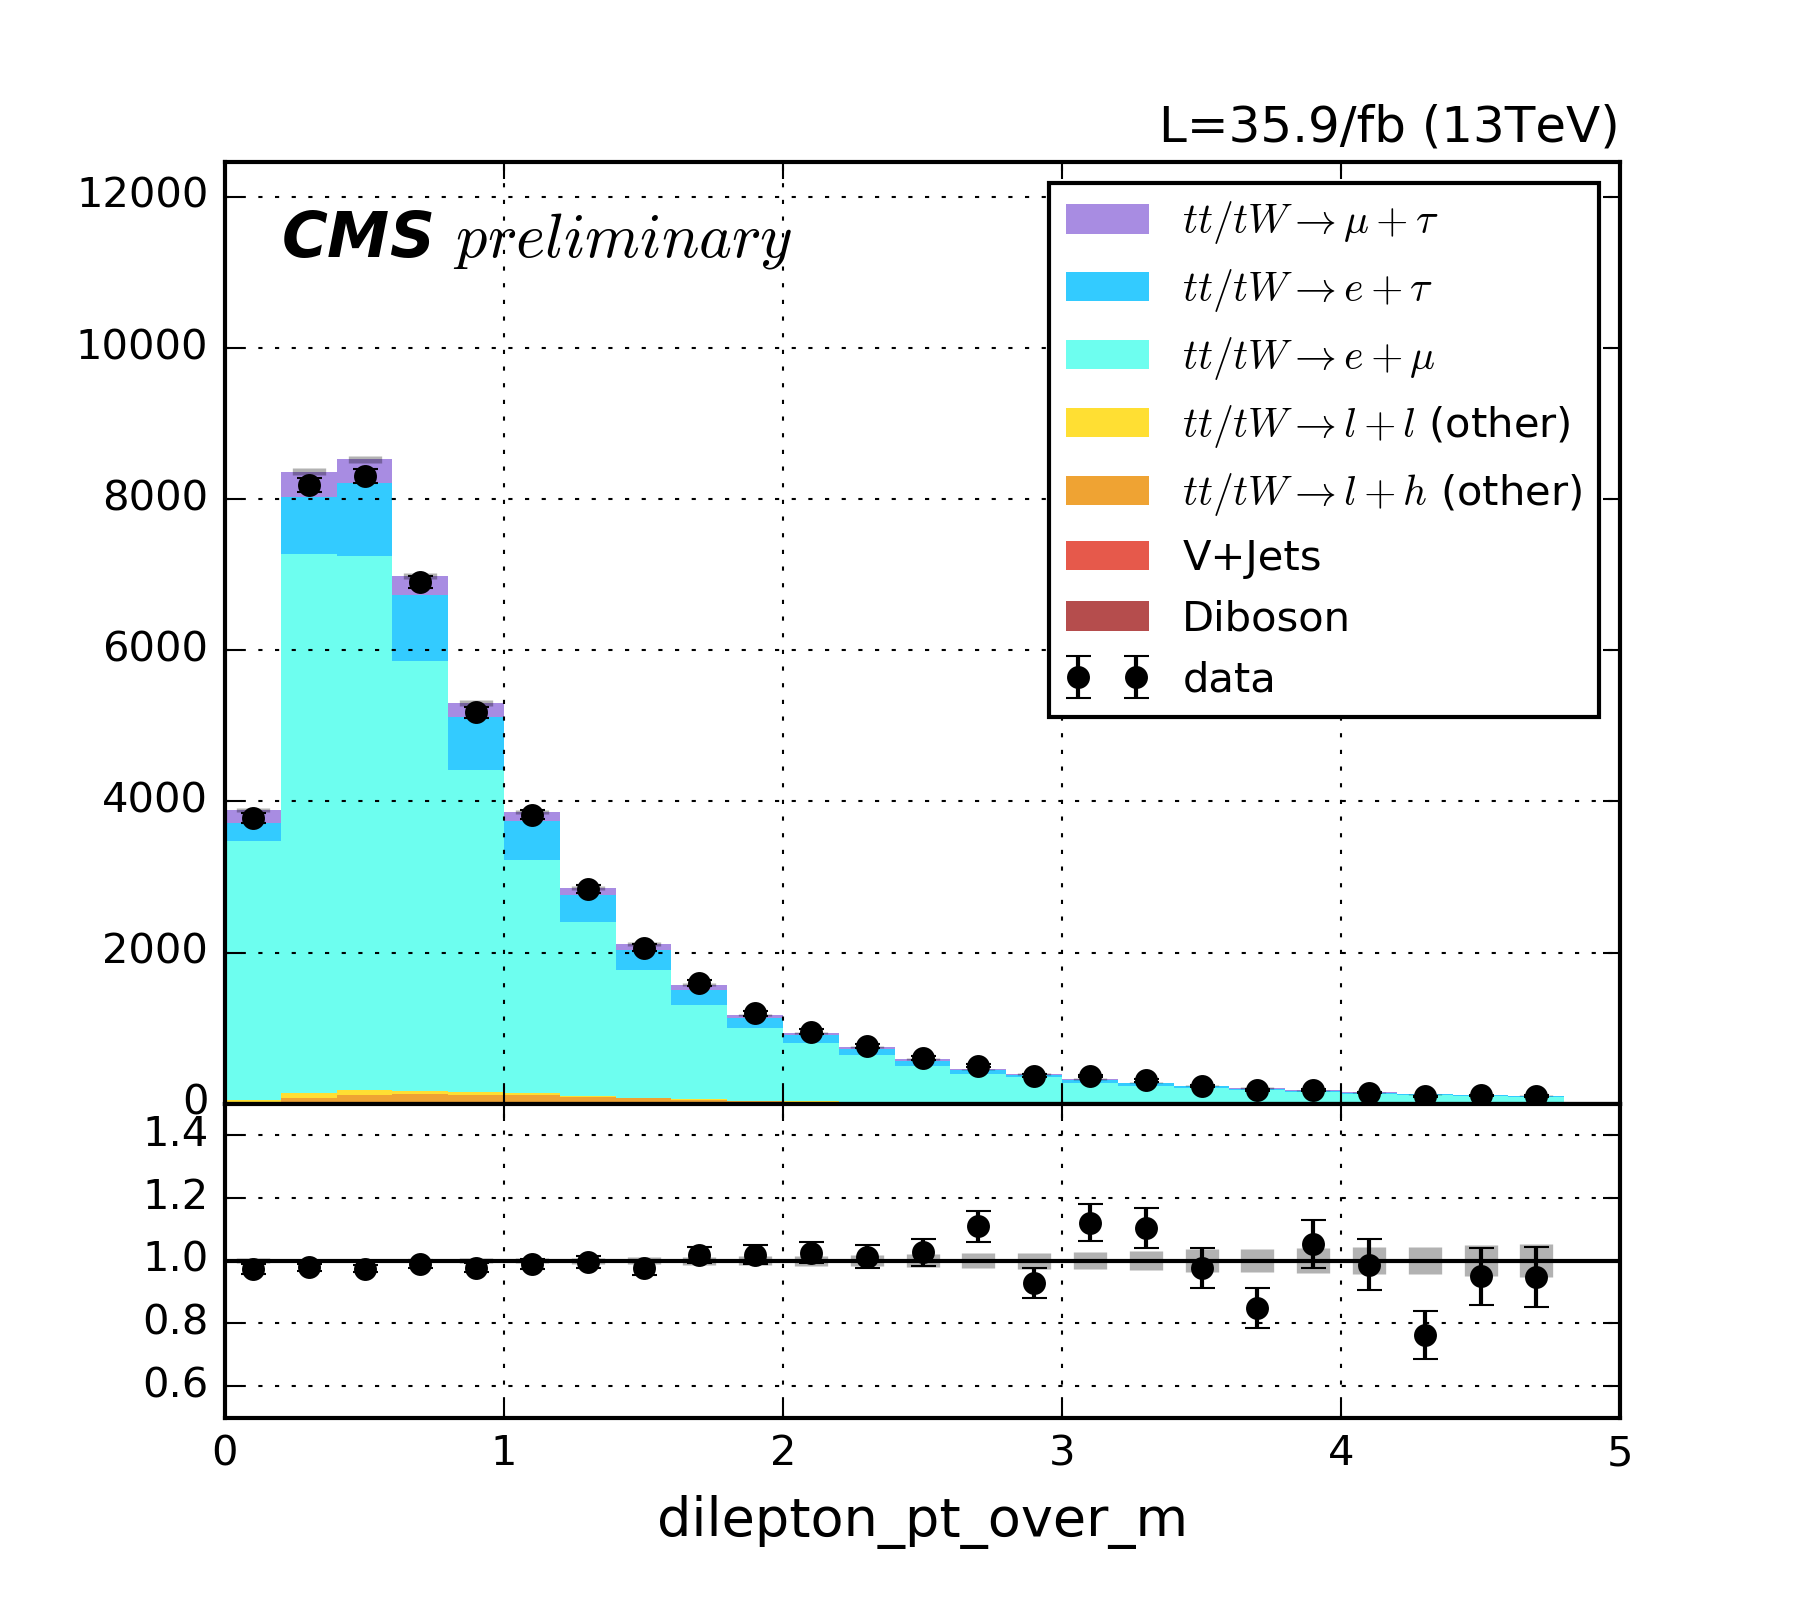 L=35.9/fb (13TeV)
CMS preliminary
12000
10000
8000
6000
4000
2000
0
tt/tW→μ+τ
tt/tW→e+τ
tt/tW→e+μ
tt/tW→l+l (other)
tt/tW→l+h (other)
V+Jets
Diboson
data
1.4
1.2
1.0
0.8
0.6
0 1 2 3 4 5
dilepton_pt_over_m